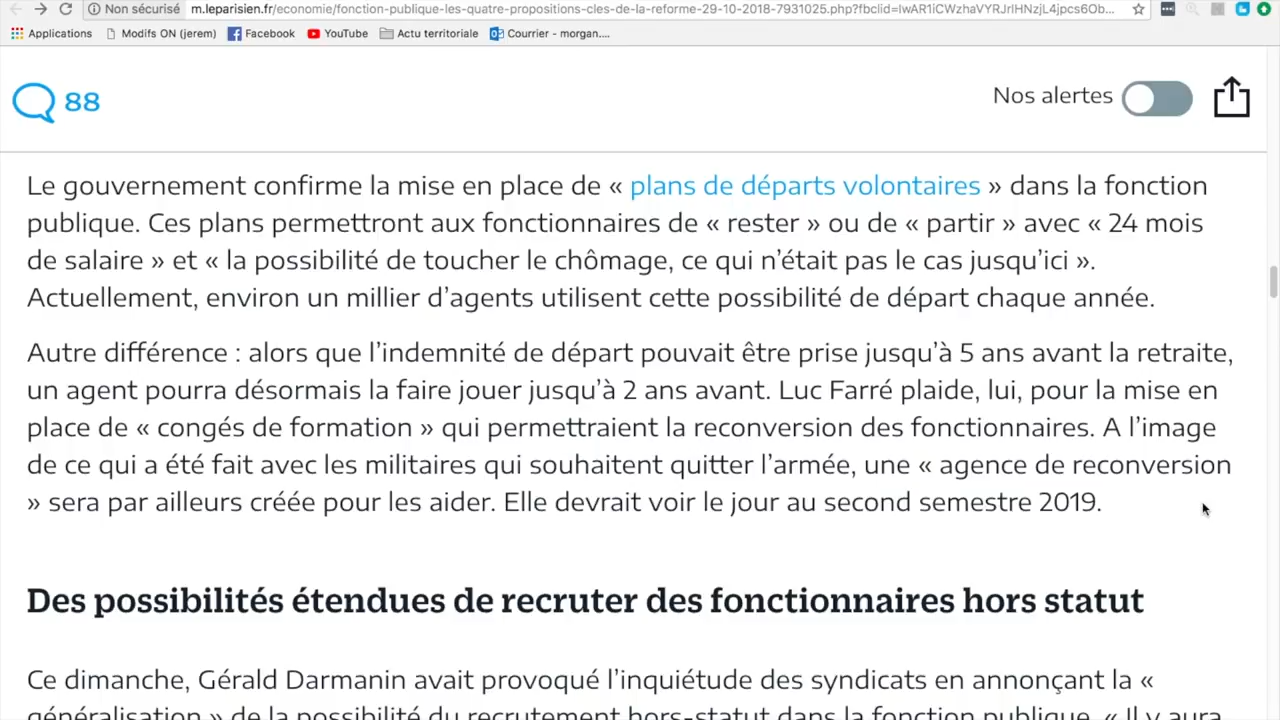 Non sécurisé m.leparisien.fr/economie/fonction-publique-les-quatre-propositions-cles-de-la-reforme-29-10-2018-7931025.php?fbclid=IwAR1iCWzhaVYRJrIHNzjL4jpcs6Ob...
Applications Modifs ON (jerem) Facebook YouTube Actu territoriale Courrier - morgan....
88 Nos alertes
Le gouvernement confirme la mise en place de « plans de départs volontaires » dans la fonction
publique. Ces plans permettront aux fonctionnaires de « rester » ou de « partir » avec « 24 mois
de salaire » et « la possibilité de toucher le chômage, ce qui n’était pas le cas jusqu’ici ».
Actuellement, environ un millier d’agents utilisent cette possibilité de départ chaque année.
Autre différence : alors que l’indemnité de départ pouvait être prise jusqu’à 5 ans avant la retraite,
un agent pourra désormais la faire jouer jusqu’à 2 ans avant. Luc Farré plaide, lui, pour la mise en
place de « congés de formation » qui permettraient la reconversion des fonctionnaires. A l’image
de ce qui a été fait avec les militaires qui souhaitent quitter l’armée, une « agence de reconversion
» sera par ailleurs créée pour les aider. Elle devrait voir le jour au second semestre 2019.
Des possibilités étendues de recruter des fonctionnaires hors statut
Ce dimanche, Gérald Darmanin avait provoqué l’inquiétude des syndicats en annonçant la «
généralisation » de la possibilité du recrutement hors-statut dans la fonction publique. « Il y aura